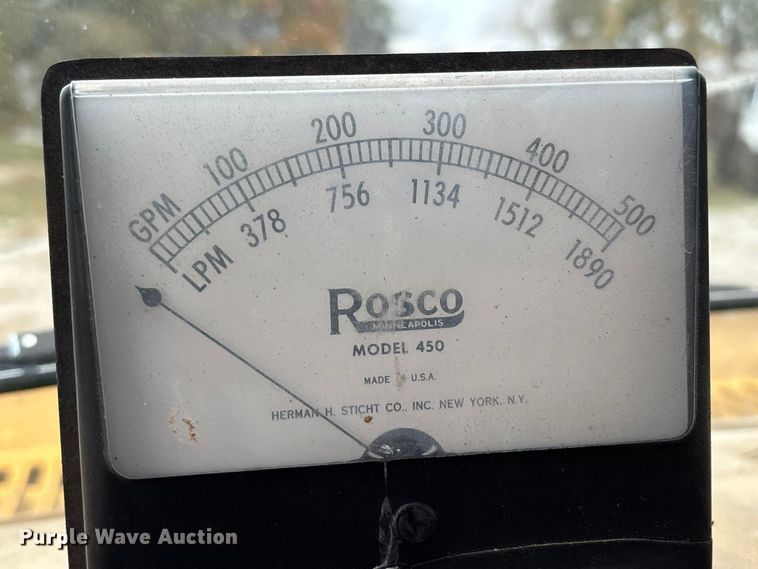 GPM 100 200 300 400 500
LPM 378 756 1134 1512 1890
Rosco
MINNEAPOLIS
MODEL 450
MADE U.S.A.
HERMAN H. STICHT CO., INC. NEW YORK, N.Y.
Purple Wave Auction